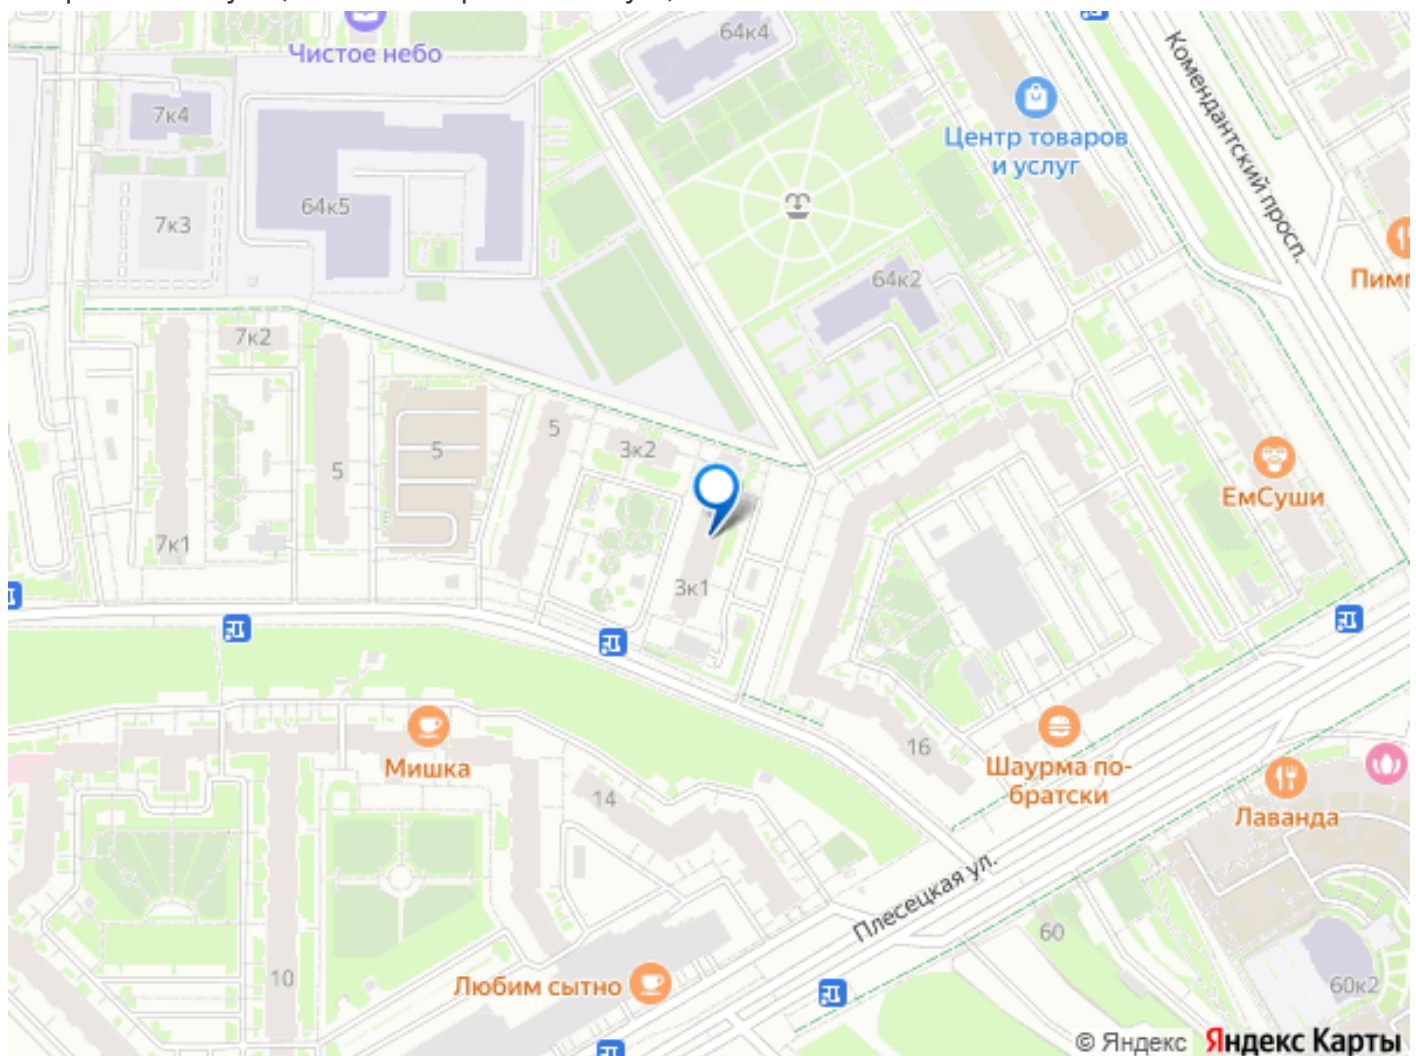 64к4
Чистое небо
Комендантский просп.
7к4
Центр товаров
и услуг
64к5
7к3
64к2
Пимп
7к2
5
5
5
3к2
ЕмСуши
7к1
3к1
16
Мишка
Шаурма по-
братски
14
Лаванда
Плесецкая ул.
60
10
Любим сытно
60к2
© Яндекс Яндекс Карты